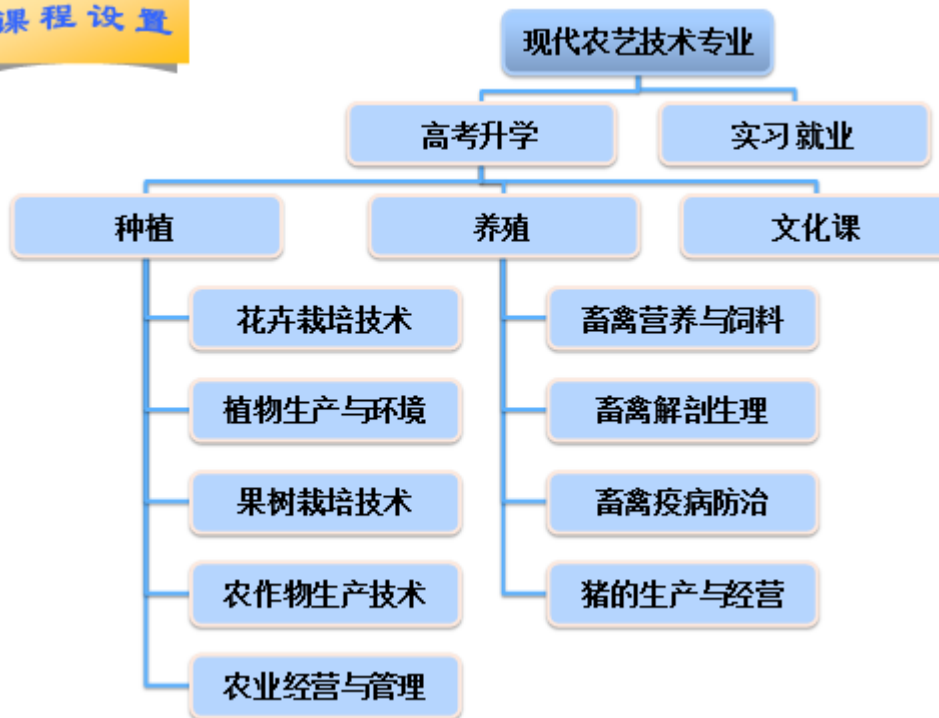 课程设置
现代农艺技术专业
高考升学
实习就业
种植
养殖
文化课
花卉栽培技术
畜禽营养与饲料
植物生产与环境
畜禽解剖生理
果树栽培技术
畜禽疫病防治
农作物生产技术
猪的生产与经营
农业经营与管理